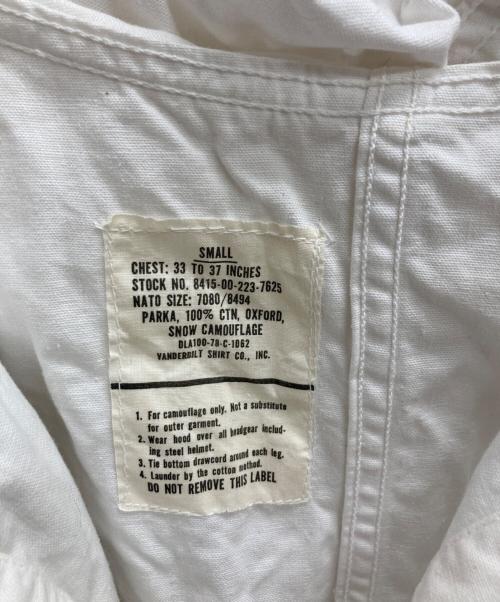 SMALL
CHEST: 33 TO 37 INCHES
STOCK NO. 8415-00-223-7625
NATO SIZE: 7080/8494
PARKA, 100% CTN, OXFORD,
SNOW CAMOUFLAGE
DLA100-78-C-1062
VANDERBILT SHIRT CO., INC.
1. For camouflage only. Not a substitute
for outer garment.
2. Wear hood over all headgear includ-
ing steel helmet.
3. Tie bottom drawcord around each leg.
4. Launder by the cotton method.
DO NOT REMOVE THIS LABEL